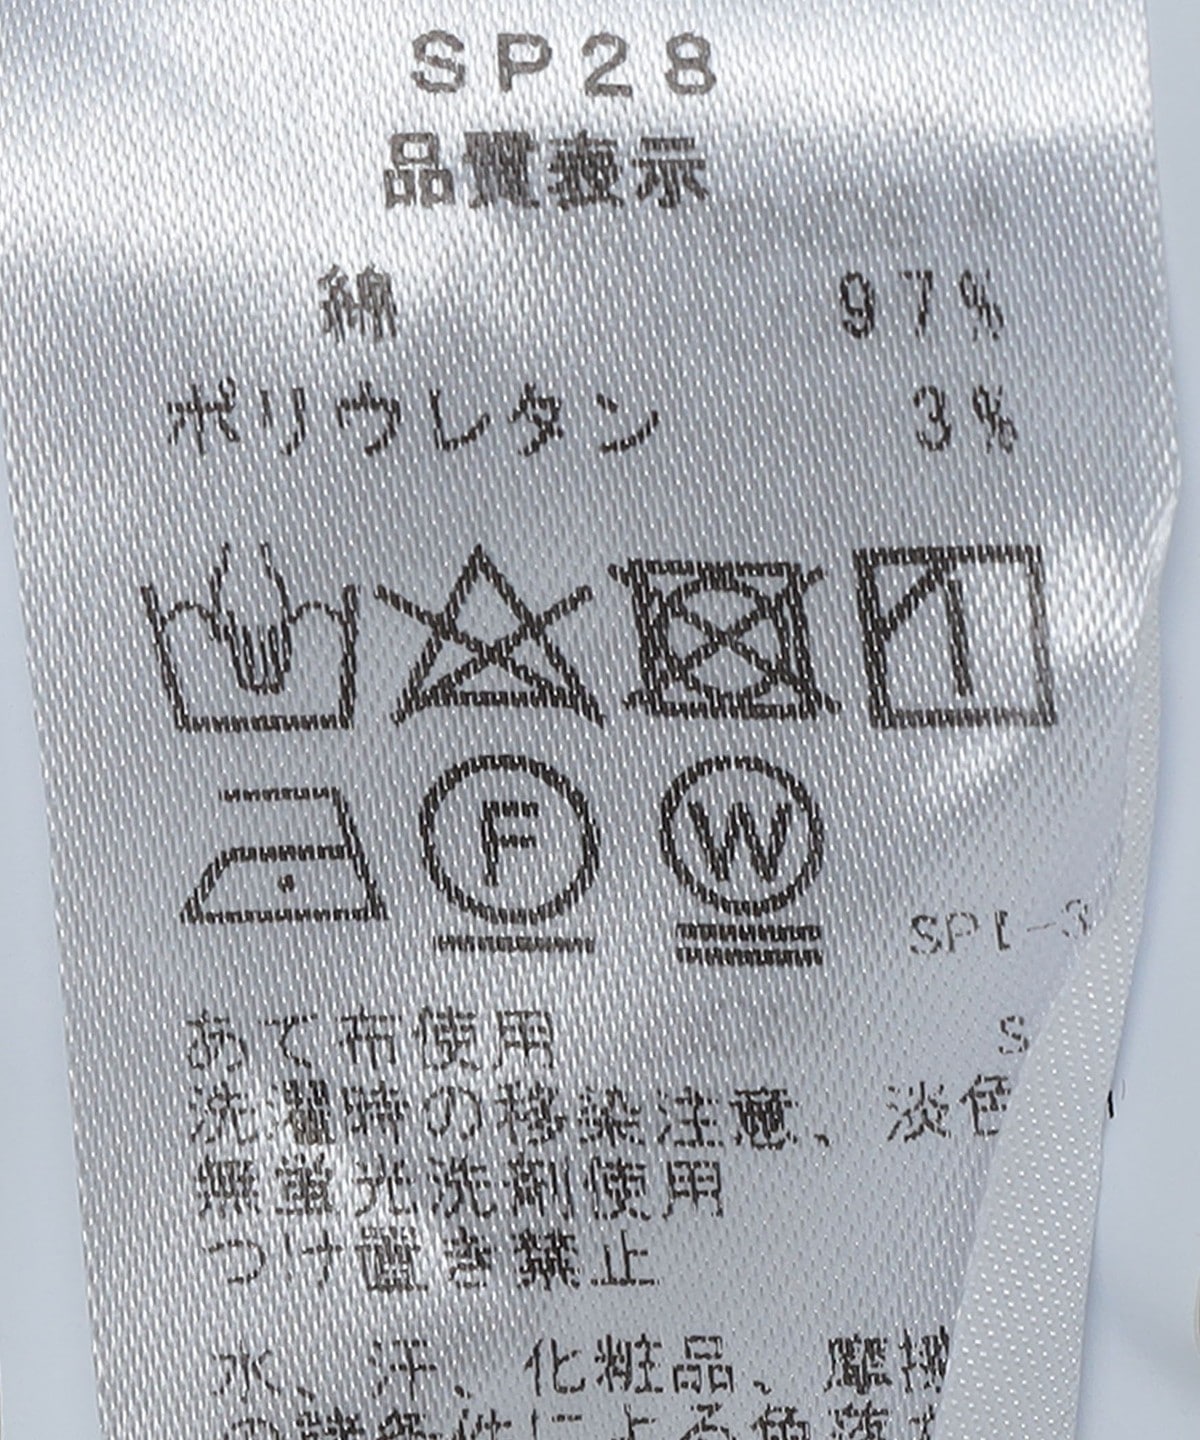 SP28
品質表示
綿 97%
ポリウレタン 3%
F
W
SPI-3
S
あて布使用
洗濯時の移染注意、淡色
無蛍光洗剤使用
つけ置き禁止
水、汗、化粧品、摩擦